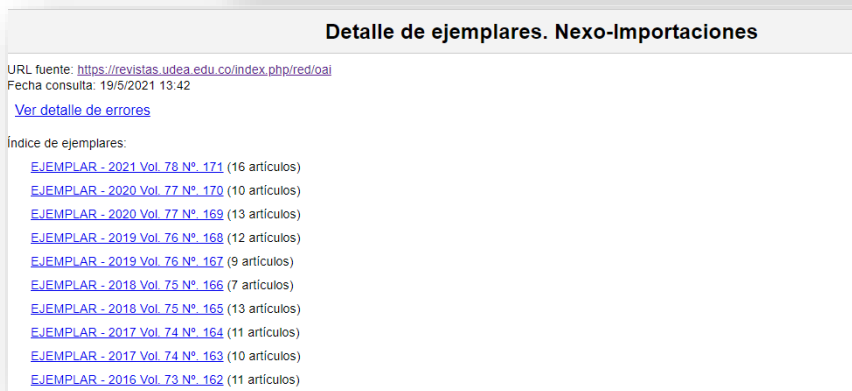 Detalle de ejemplares. Nexo-Importaciones
URL fuente: https://revistas.udea.edu.co/index.php/red/oai
Fecha consulta: 19/5/2021 13:42
Ver detalle de errores
Índice de ejemplares:
EJEMPLAR - 2021 Vol. 78 Nº. 171 (16 artículos)
EJEMPLAR - 2020 Vol. 77 Nº. 170 (10 artículos)
EJEMPLAR - 2020 Vol. 77 Nº. 169 (13 artículos)
EJEMPLAR - 2019 Vol. 76 Nº. 168 (12 artículos)
EJEMPLAR - 2019 Vol. 76 Nº. 167 (9 artículos)
EJEMPLAR - 2018 Vol. 75 Nº. 166 (7 artículos)
EJEMPLAR - 2018 Vol. 75 Nº. 165 (13 artículos)
EJEMPLAR - 2017 Vol. 74 Nº. 164 (11 artículos)
EJEMPLAR - 2017 Vol. 74 Nº. 163 (10 artículos)
EJEMPLAR - 2016 Vol. 73 Nº. 162 (11 artículos)